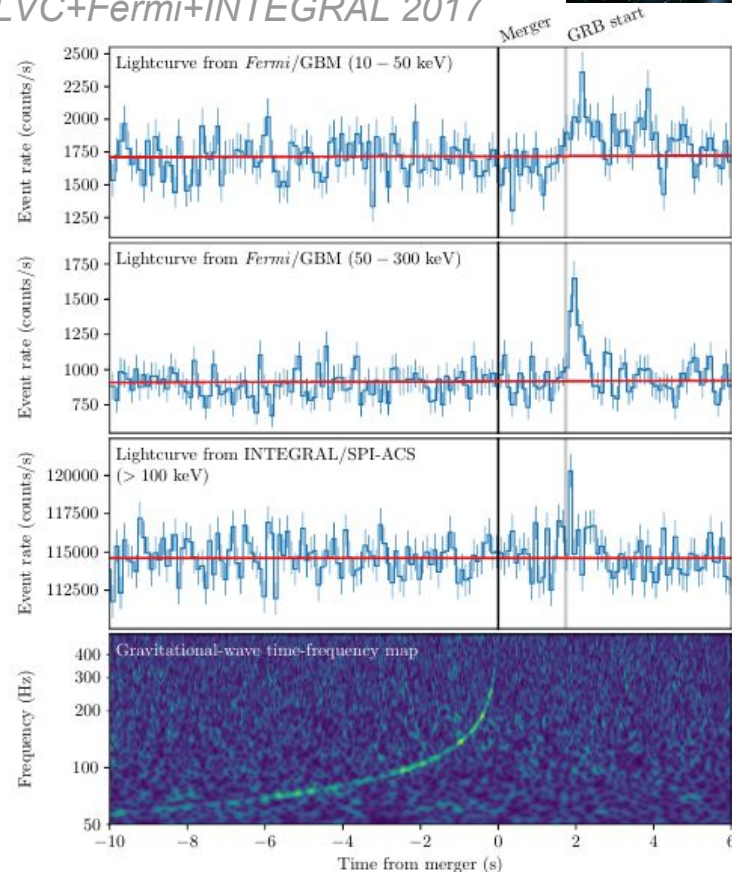 LVC+Fermi+INTEGRAL 2017
Merger
GRB start
Lightcurve from Fermi/GBM (10 − 50 keV)
Event rate (counts/s)
2500
2250
2000
1750
1500
1250
Lightcurve from Fermi/GBM (50 − 300 keV)
Event rate (counts/s)
1750
1500
1250
1000
750
Lightcurve from INTEGRAL/SPI-ACS
(> 100 keV)
Event rate (counts/s)
120000
117500
115000
112500
Gravitational-wave time-frequency map
Frequency (Hz)
400
300
200
100
50
−10 −8 −6 −4 −2 0 2 4 6
Time from merger (s)